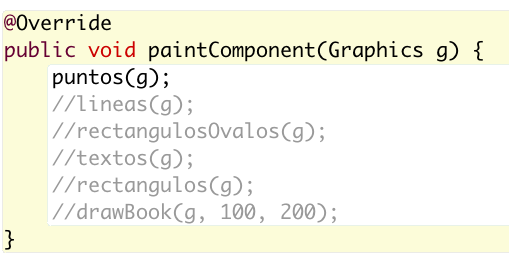 @Override
public void paintComponent(Graphics g) {
    puntos(g);
    //lineas(g);
    //rectangulosOvalos(g);
    //textos(g);
    //rectangulos(g);
    //drawBook(g, 100, 200);
}